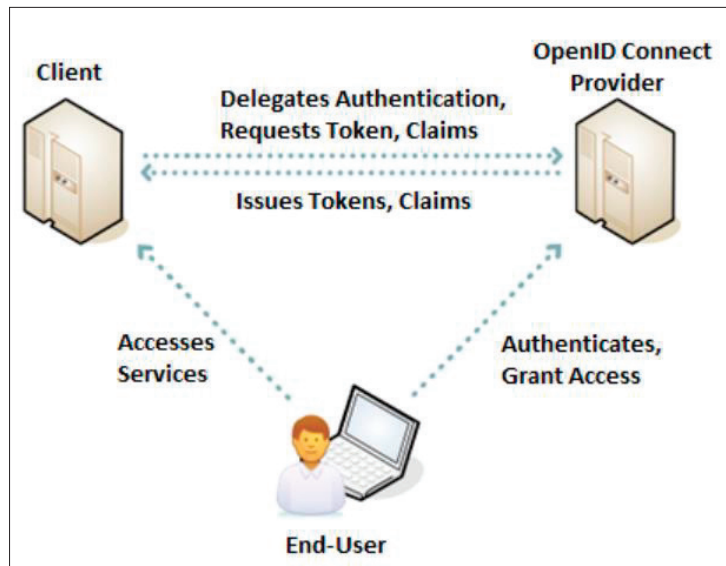 Client
OpenID Connect
Provider
Delegates Authentication,
Requests Token, Claims
Issues Tokens, Claims
Accesses
Services
Authenticates,
Grant Access
End-User